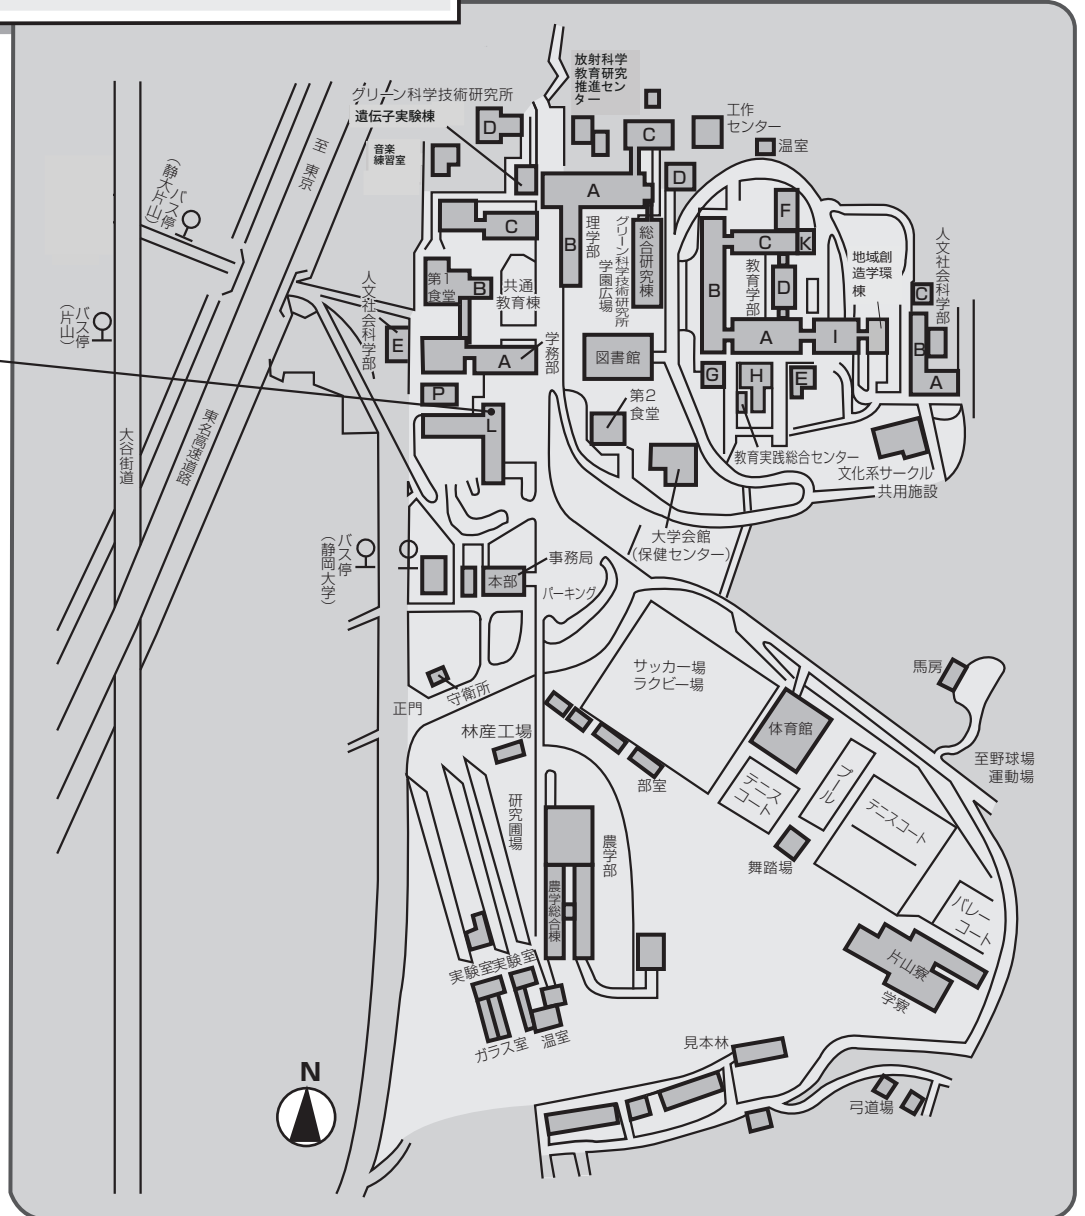 放射科学
教育研究
推進セン
ター
グリーン科学技術研究所
遺伝子実験棟
音楽
練習室
D
C
工作
センター
温室
至 東京
バス停
(静大片山)
D
A
B
理学部
C
グリーン科学技術研究所
総合研究棟
学園広場
F
C
K
B
教育学部
D
A
I
地域創
造学環
棟
人文社会科学部
C
B
A
バス停
(片山)
人文社会科学部
E
第1
食堂
B
共通
教育棟
A
学務部
図書館
G
H
E
P
L
第2
食堂
教育実践総合センター
文化系サークル
共用施設
大谷街道
東名高速道路
大学会館
(保健センター)
バス停
(静岡大学)
事務局
本部
パーキング
守衛所
正門
サッカー場
ラクビー場
馬房
体育館
至野球場
運動場
林産工場
部室
テニス
コート
プール
テニスコート
舞踏場
研究圃場
農学部
農学総合棟
バレー
コート
片山寮
学寮
実験室
実験室
ガラス室
温室
見本林
弓道場
N